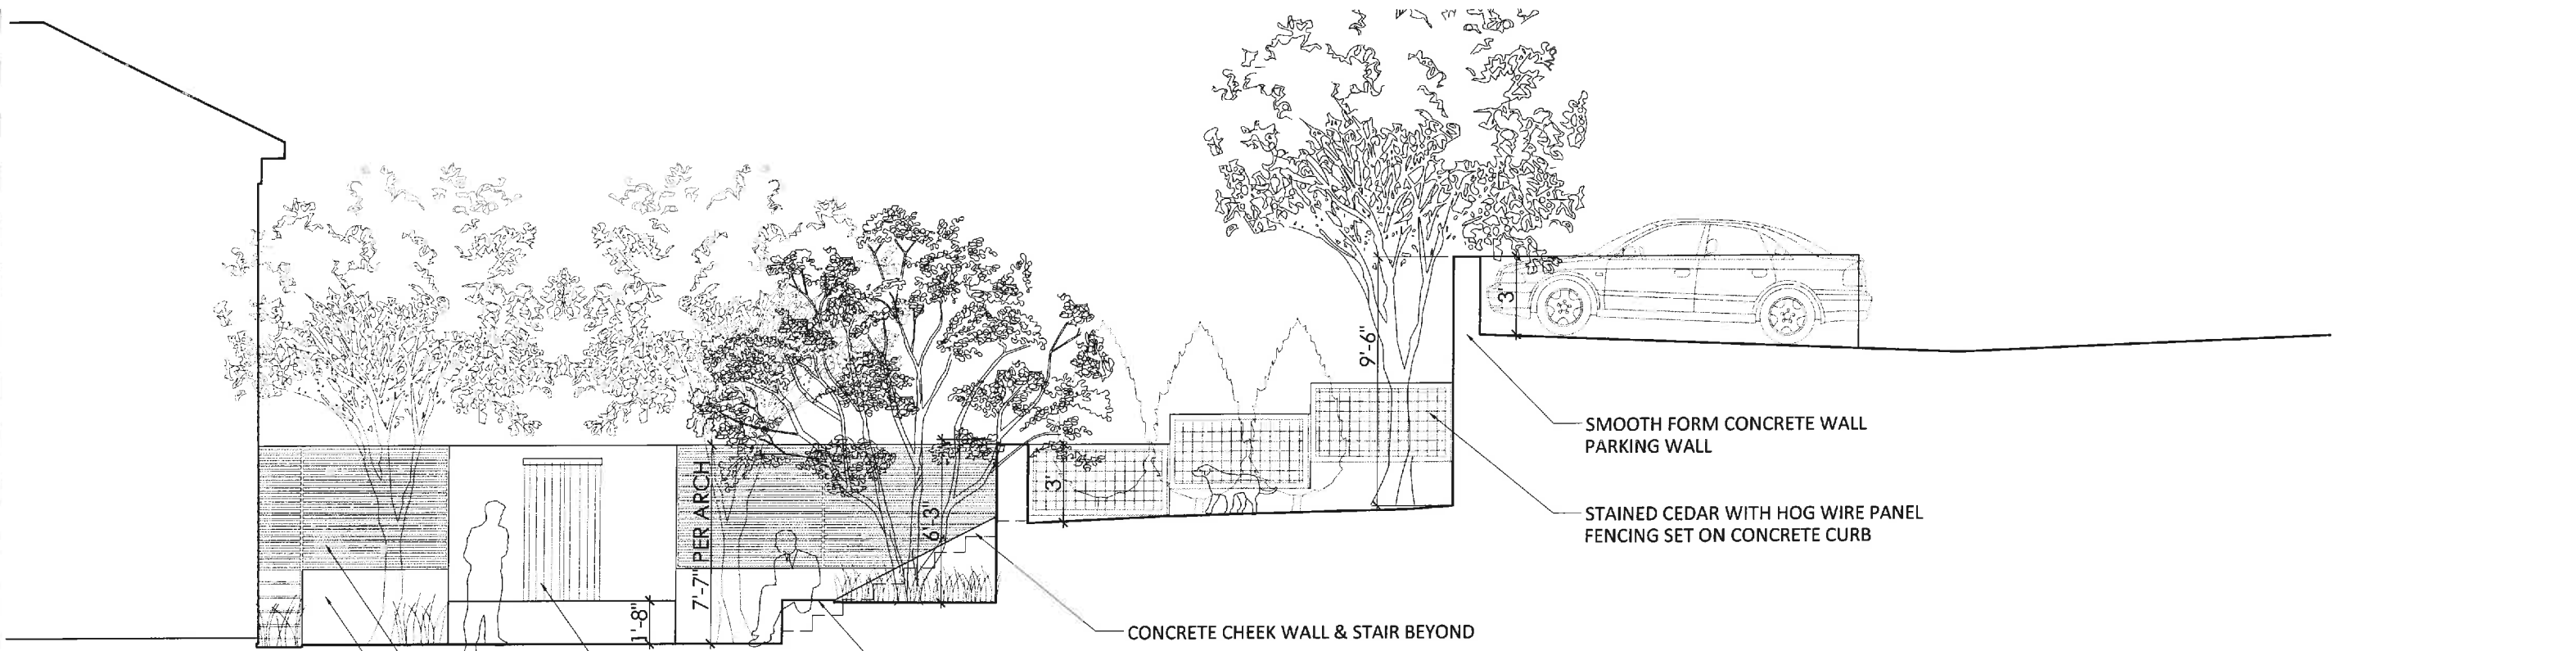 3'
9'-6"
SMOOTH FORM CONCRETE WALL
PARKING WALL
3'
7'-7" PER ARCH
6'-3"
STAINED CEDAR WITH HOG WIRE PANEL
FENCING SET ON CONCRETE CURB
1'-8"
CONCRETE CHEEK WALL & STAIR BEYOND